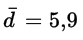 d̄ = 5,9